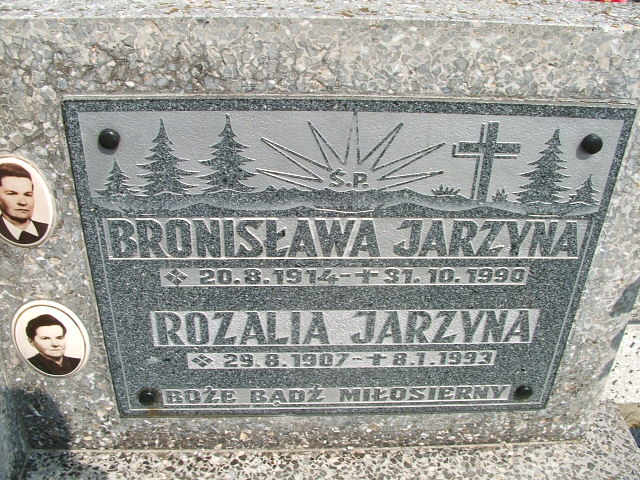 Ś.P.
BRONISŁAWA JARZYNA
20.8.1914-✝31.10.1990
ROZALIA JARZYNA
29.8.1907-✝8.1.1993
BOŻE BĄDŹ MIŁOSIERNY